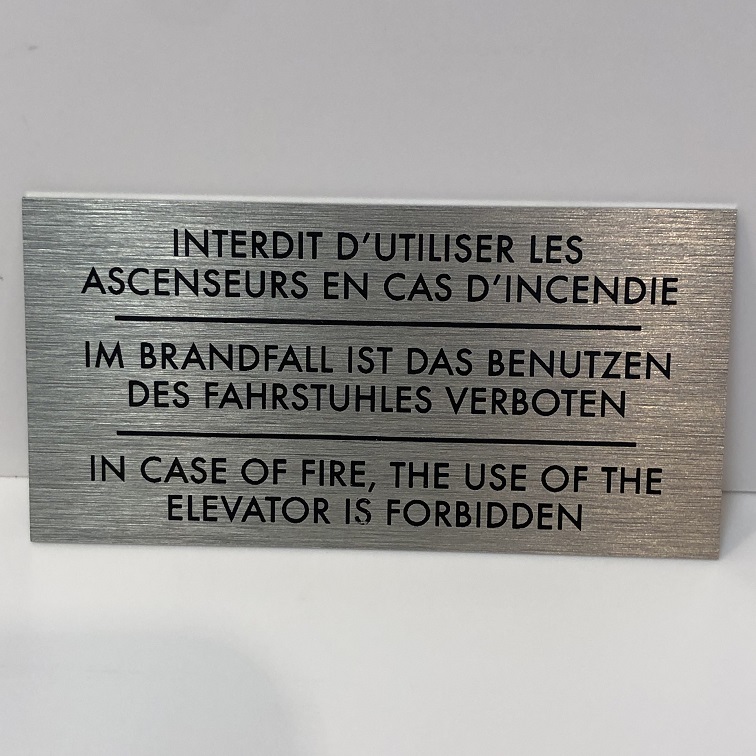 INTERDIT D'UTILISER LES
ASCENSEURS EN CAS D'INCENDIE
IM BRANDFALL IST DAS BENUTZEN
DES FAHRSTUHLES VERBOTEN
IN CASE OF FIRE, THE USE OF THE
ELEVATOR IS FORBIDDEN